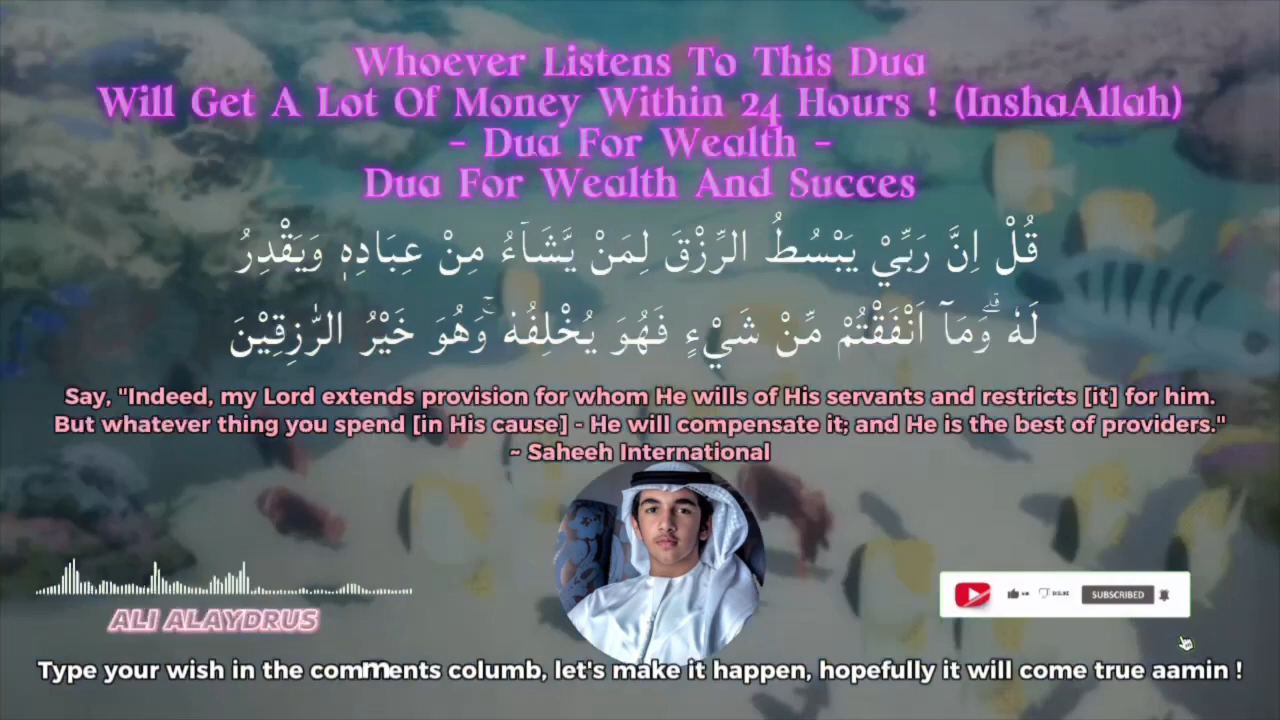 Whoever Listens To This Dua
Will Get A Lot Of Money Within 24 Hours ! (InshaAllah)
- Dua For Wealth -
Dua For Wealth And Succes
قُلْ اِنَّ رَبِّيْ يَبْسُطُ الرِّزْقَ لِمَنْ يَّشَاۤءُ مِنْ عِبَادِهٖ وَيَقْدِرُ
لَهٗ ۗوَمَآ اَنْفَقْتُمْ مِّنْ شَيْءٍ فَهُوَ يُخْلِفُهٗ ۚوَهُوَ خَيْرُ الرّٰزِقِيْنَ
Say, "Indeed, my Lord extends provision for whom He wills of His servants and restricts [it] for him.
But whatever thing you spend [in His cause] - He will compensate it; and He is the best of providers."
~ Saheeh International
ALI ALAYDRUS
DISLIKE SUBSCRIBED
Type your wish in the comments columb, let's make it happen, hopefully it will come true aamin !